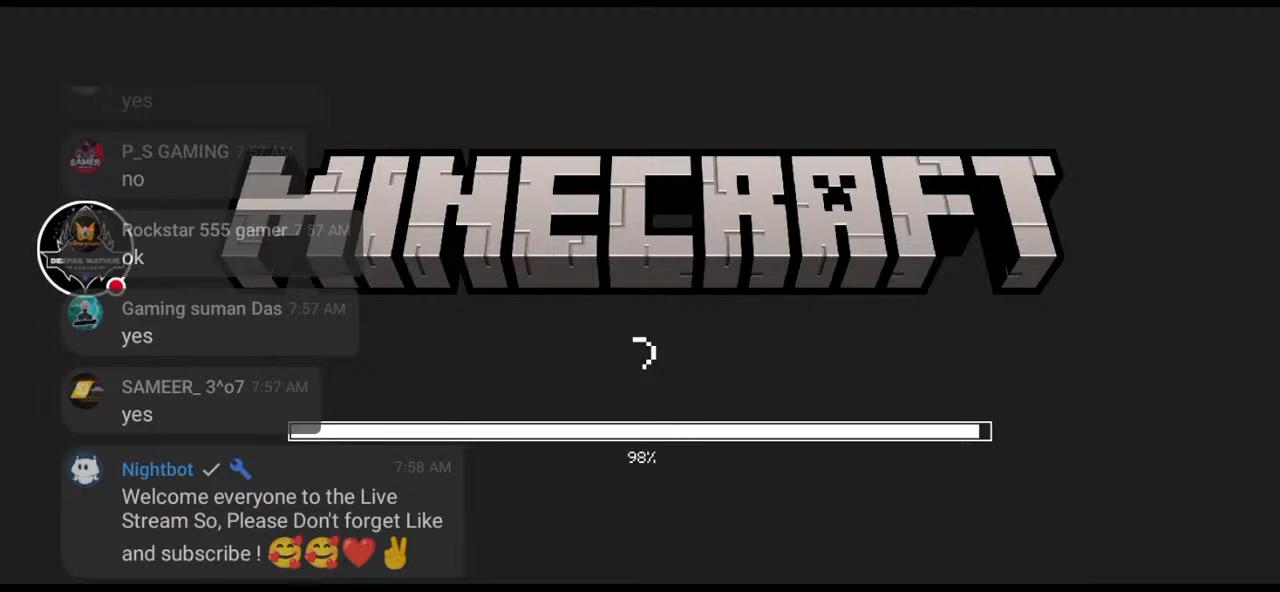 yes
P_S GAMING 7:57 AM
no
Rockstar 555 gamer 7:57 AM
ok
Gaming suman Das 7:57 AM
yes
SAMEER_ 3^o7 7:57 AM
yes
Nightbot 7:58 AM
Welcome everyone to the Live
Stream So, Please Don't forget Like
and subscribe ! 🥰🥰❤️✌️
MINECRAFT
98%